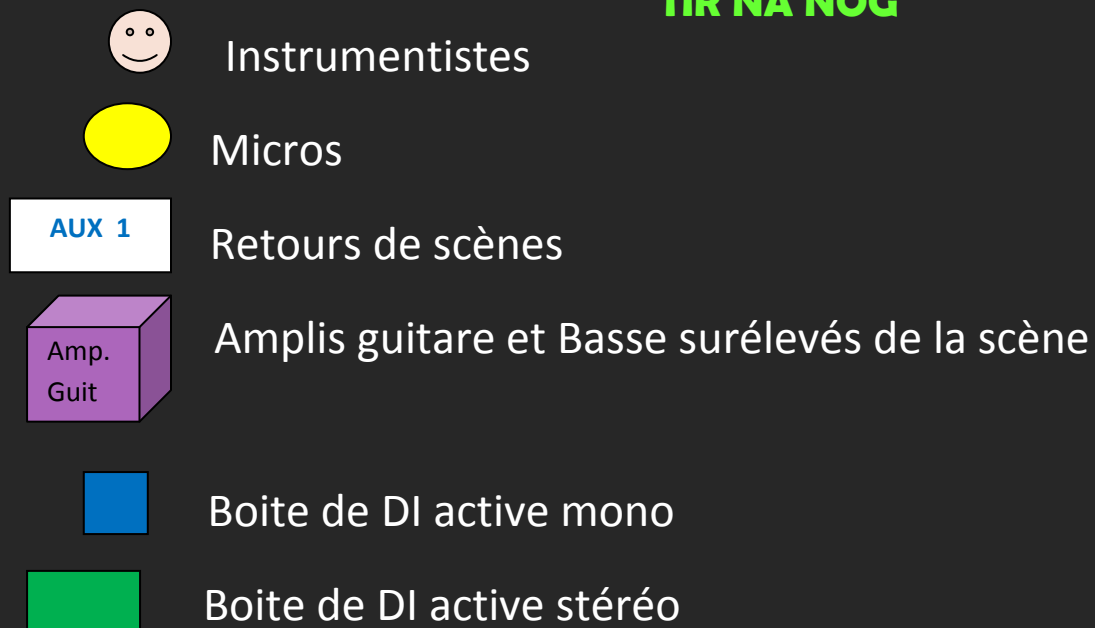 TIR NA NOG
Instrumentistes
Micros
AUX 1
Retours de scènes
Amp.
Guit
Amplis guitare et Basse surélevés de la scène
Boite de DI active mono
Boite de DI active stéréo